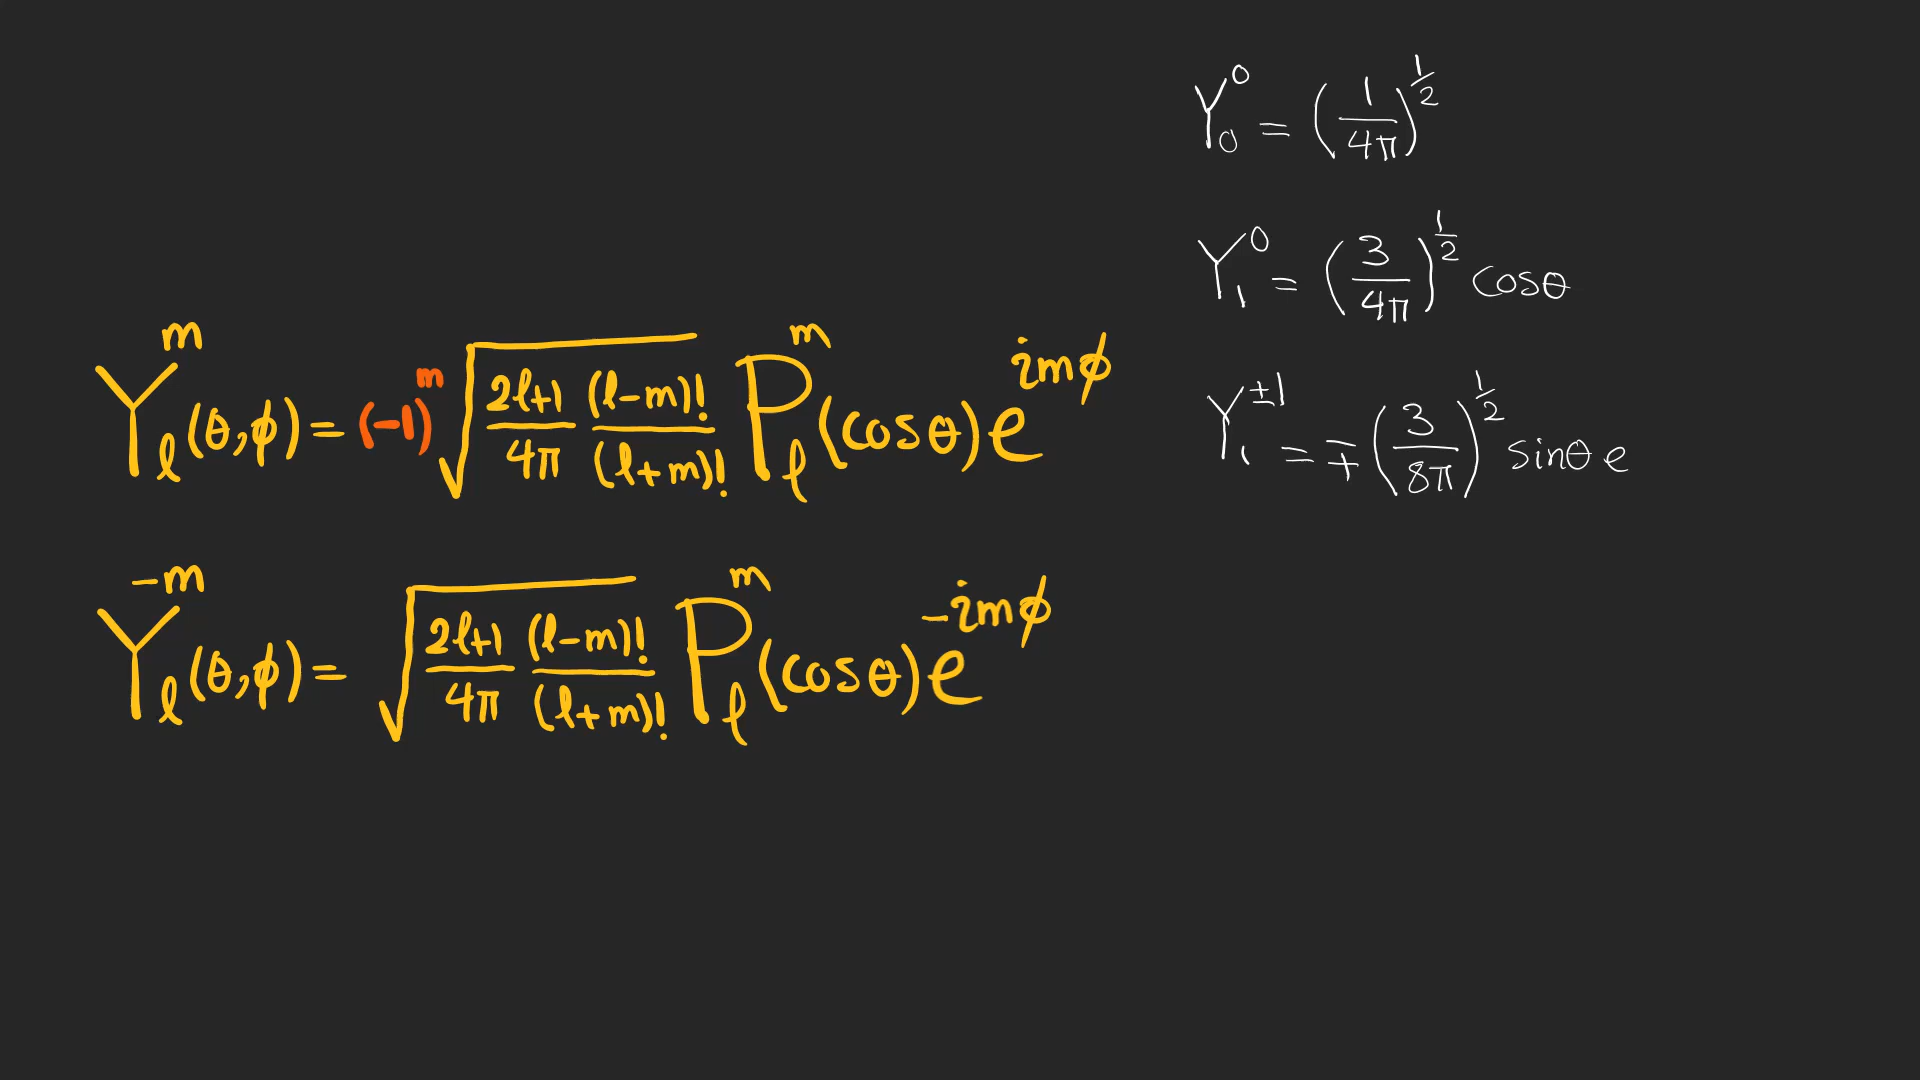 Y_ℓ^m(θ,ϕ) = (-1)^m √((2ℓ+1)/(4π) (ℓ-m)!/(ℓ+m)!) P_ℓ^m(cosθ) e^{imϕ}
Y_ℓ^{-m}(θ,ϕ) = √((2ℓ+1)/(4π) (ℓ-m)!/(ℓ+m)!) P_ℓ^m(cosθ) e^{-imϕ}
Y_0^0 = (1/(4π))^{1/2}
Y_1^0 = (3/(4π))^{1/2} cosθ
Y_1^{±1} = ∓(3/(8π))^{1/2} sinθ e